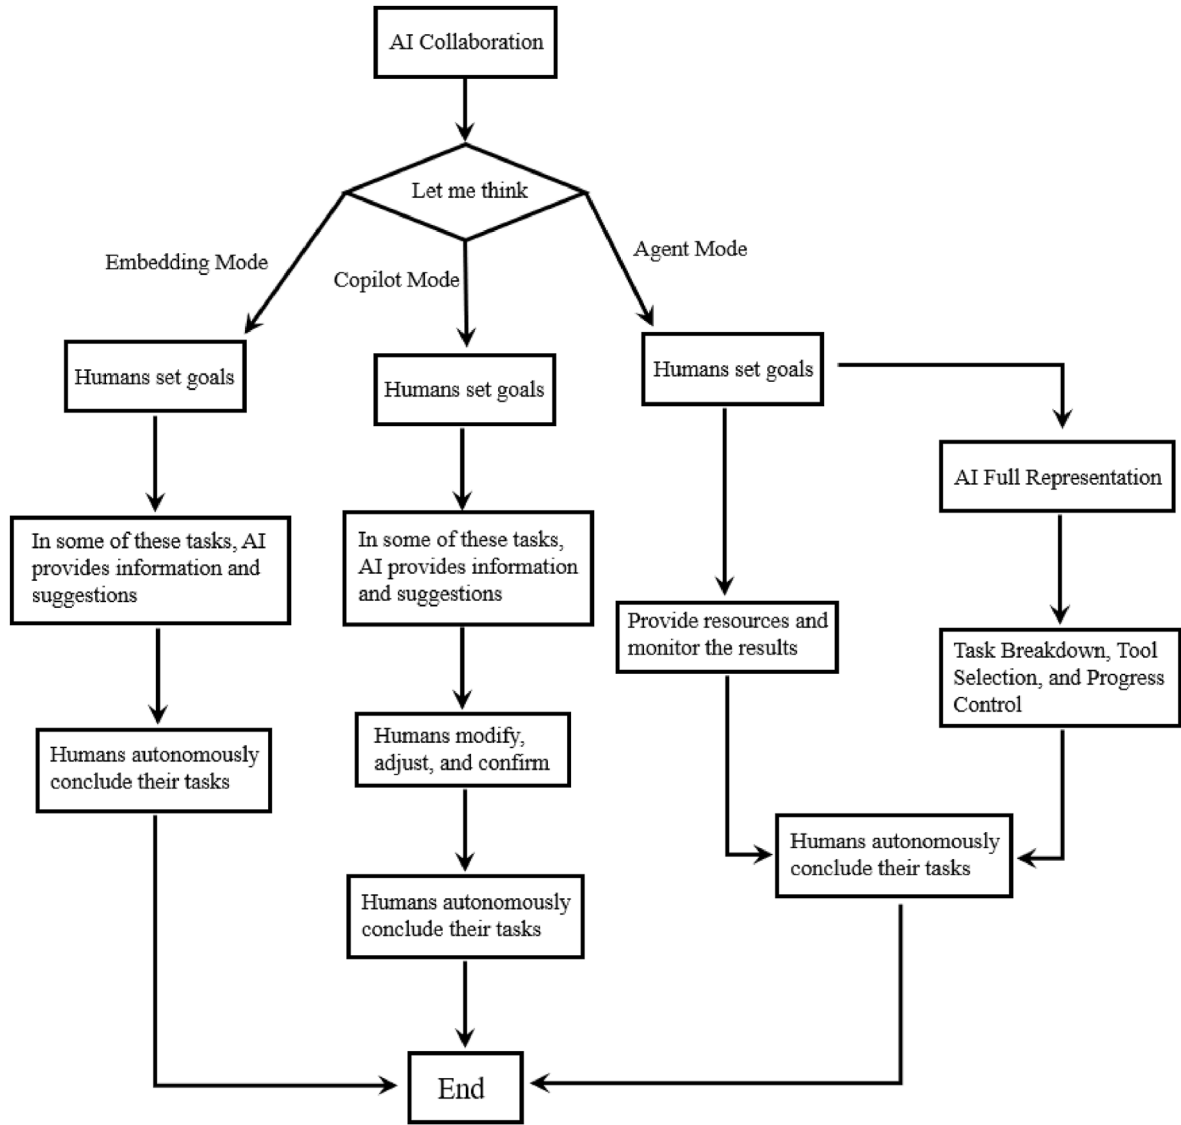 AI Collaboration
Let me think
Embedding Mode
Copilot Mode
Agent Mode
Humans set goals
Humans set goals
Humans set goals
AI Full Representation
In some of these tasks, AI
provides information and
suggestions
In some of these tasks,
AI provides information
and suggestions
Provide resources and
monitor the results
Task Breakdown, Tool
Selection, and Progress
Control
Humans autonomously
conclude their tasks
Humans modify,
adjust, and confirm
Humans autonomously
conclude their tasks
Humans autonomously
conclude their tasks
End